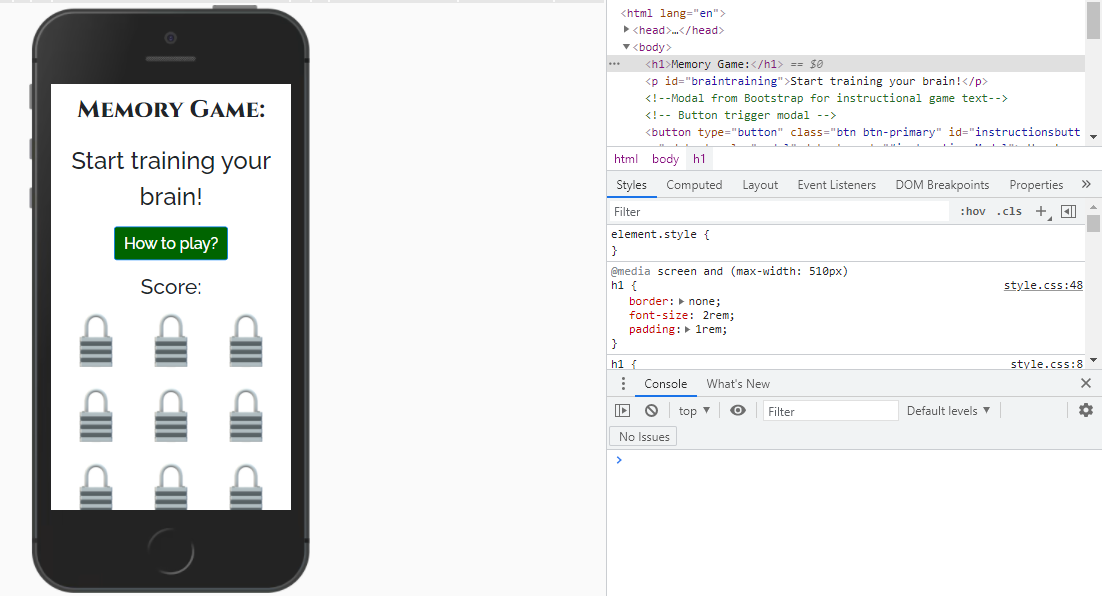 Memory Game:
Start training your
brain!
How to play?
Score:
<html lang="en">
<head>…</head>
<body>
<h1>Memory Game:</h1> == $0
<p id="braintraining">Start training your brain!</p>
<!--Modal from Bootstrap for instructional game text-->
<!-- Button trigger modal -->
<button type="button" class="btn btn-primary" id="instructionsbutt
html body h1
Styles Computed Layout Event Listeners DOM Breakpoints Properties »
Filter :hov .cls +
element.style {
}
@media screen and (max-width: 510px)
h1 { style.css:48
border: none;
font-size: 2rem;
padding: 1rem;
}
h1 { style.css:8
Console What's New
top Filter Default levels
No Issues